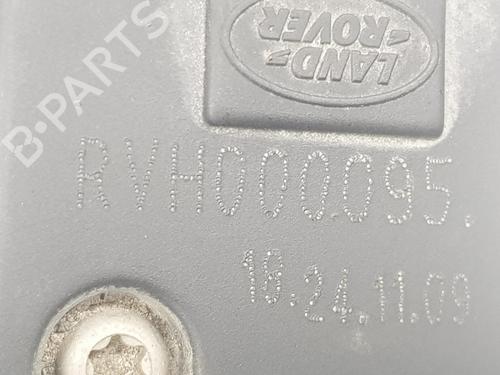 LAND
ROVER
B-PARTS
RVH000095.
18.24.11.09